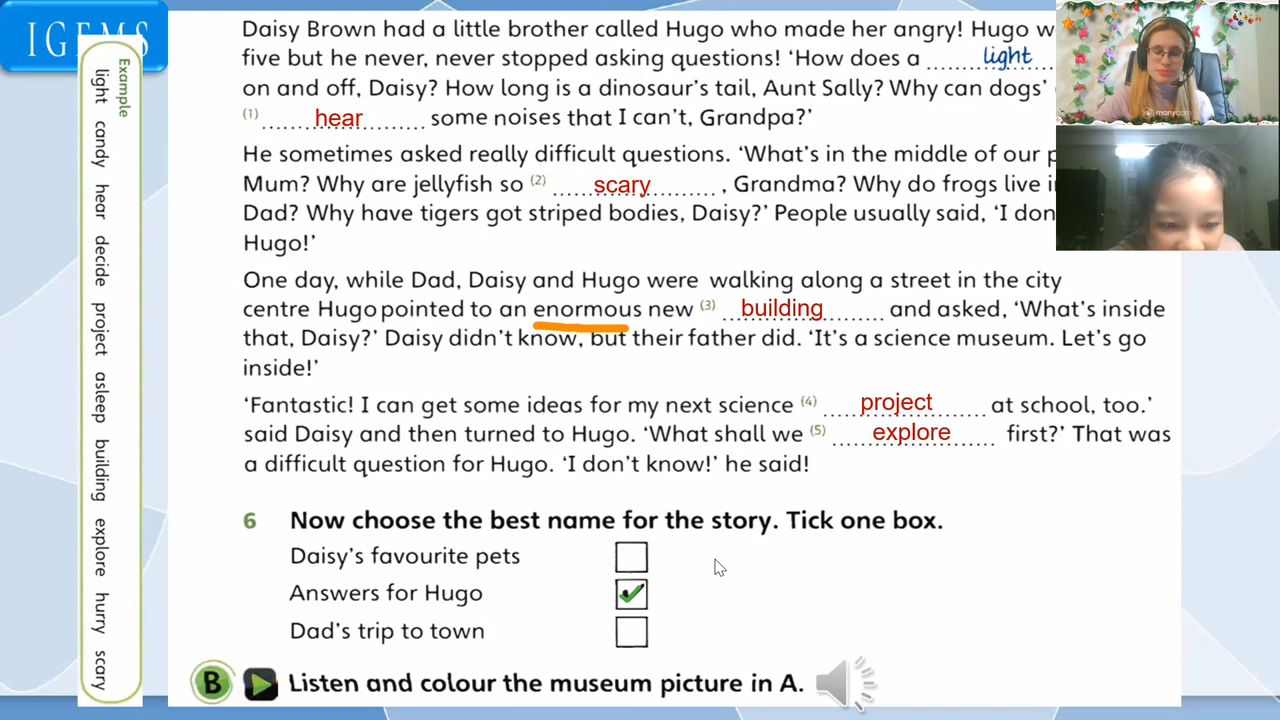 IGEMS
Example
light candy hear decide project asleep building explore hurry scary
Daisy Brown had a little brother called Hugo who made her angry! Hugo w
five but he never, never stopped asking questions! ‘How does a light
on and off, Daisy? How long is a dinosaur’s tail, Aunt Sally? Why can dogs’
(1) hear some noises that I can’t, Grandpa?’
He sometimes asked really difficult questions. ‘What’s in the middle of our p
Mum? Why are jellyfish so (2) scary, Grandma? Why do frogs live i
Dad? Why have tigers got striped bodies, Daisy?’ People usually said, ‘I don
Hugo!’
One day, while Dad, Daisy and Hugo were walking along a street in the city
centre Hugo pointed to an enormous new (3) building and asked, ‘What’s inside
that, Daisy?’ Daisy didn’t know, but their father did. ‘It’s a science museum. Let’s go
inside!’
‘Fantastic! I can get some ideas for my next science (4) project at school, too.’
said Daisy and then turned to Hugo. ‘What shall we (5) explore first?’ That was
a difficult question for Hugo. ‘I don’t know!’ he said!
6 Now choose the best name for the story. Tick one box.
Daisy’s favourite pets
Answers for Hugo
Dad’s trip to town
B Listen and colour the museum picture in A.
manycam